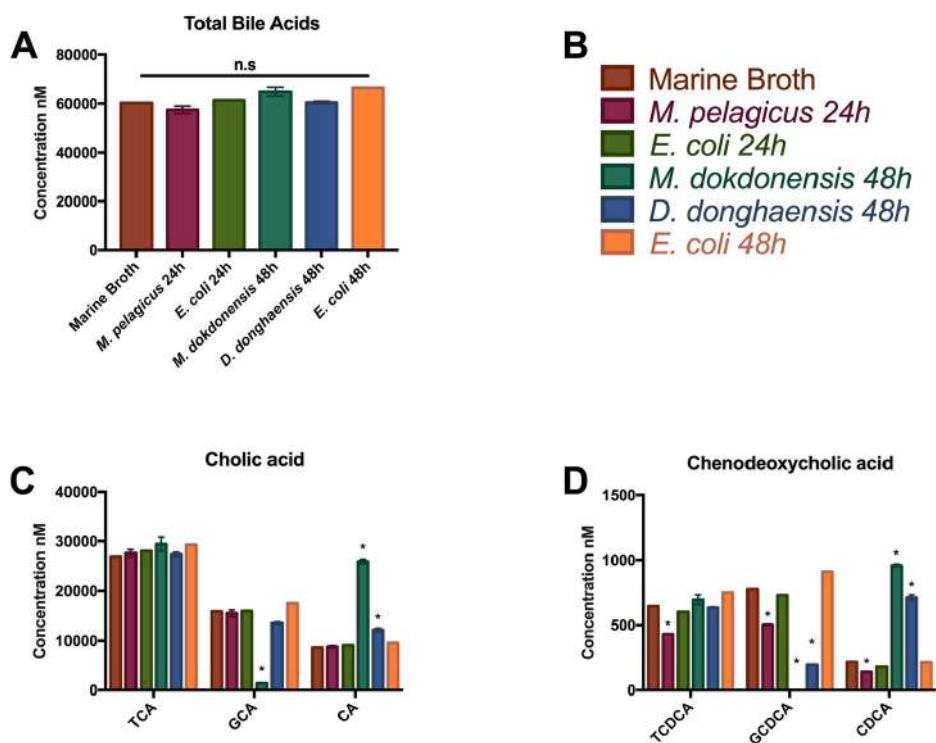 A
Total Bile Acids
n.s
80000
60000
40000
20000
0
Concentration nM
Marine Broth
M. pelagicus 24h
E. coli 24h
M. dokdonensis 48h
D. donghaensis 48h
E. coli 48h
B
Marine Broth
M. pelagicus 24h
E. coli 24h
M. dokdonensis 48h
D. donghaensis 48h
E. coli 48h
C
Cholic acid
40000
30000
20000
10000
0
Concentration nM
*
*
*
TCA
GCA
CA
D
Chenodeoxycholic acid
1500
1000
500
0
Concentration nM
*
*
*
*
*
*
*
TCDCA
GCDCA
CDCA